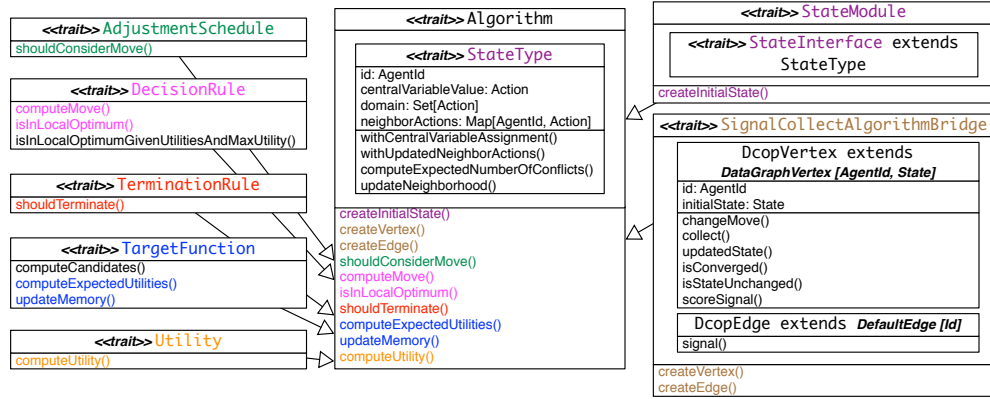 <<trait>> AdjustmentSchedule
shouldConsiderMove()
<<trait>> DecisionRule
computeMove()
isInLocalOptimum()
isInLocalOptimumGivenUtilitiesAndMaxUtility()
<<trait>> TerminationRule
shouldTerminate()
<<trait>> TargetFunction
computeCandidates()
computeExpectedUtilities()
updateMemory()
<<trait>> Utility
computeUtility()
<<trait>> Algorithm
<<trait>> StateType
id: AgentId
centralVariableValue: Action
domain: Set[Action]
neighborActions: Map[AgentId, Action]
withCentralVariableAssignment()
withUpdatedNeighborActions()
computeExpectedNumberOfConflicts()
updateNeighborhood()
createInitialState()
createVertex()
createEdge()
shouldConsiderMove()
computeMove()
isInLocalOptimum()
shouldTerminate()
computeExpectedUtilities()
updateMemory()
computeUtility()
<<trait>> StateModule
<<trait>> StateInterface extends
StateType
createInitialState()
<<trait>> SignalCollectAlgorithmBridge
DcopVertex extends
DataGraphVertex [AgentId, State]
id: AgentId
initialState: State
changeMove()
collect()
updatedState()
isConverged()
isStateUnchanged()
scoreSignal()
DcopEdge extends DefaultEdge [Id]
signal()
createVertex()
createEdge()